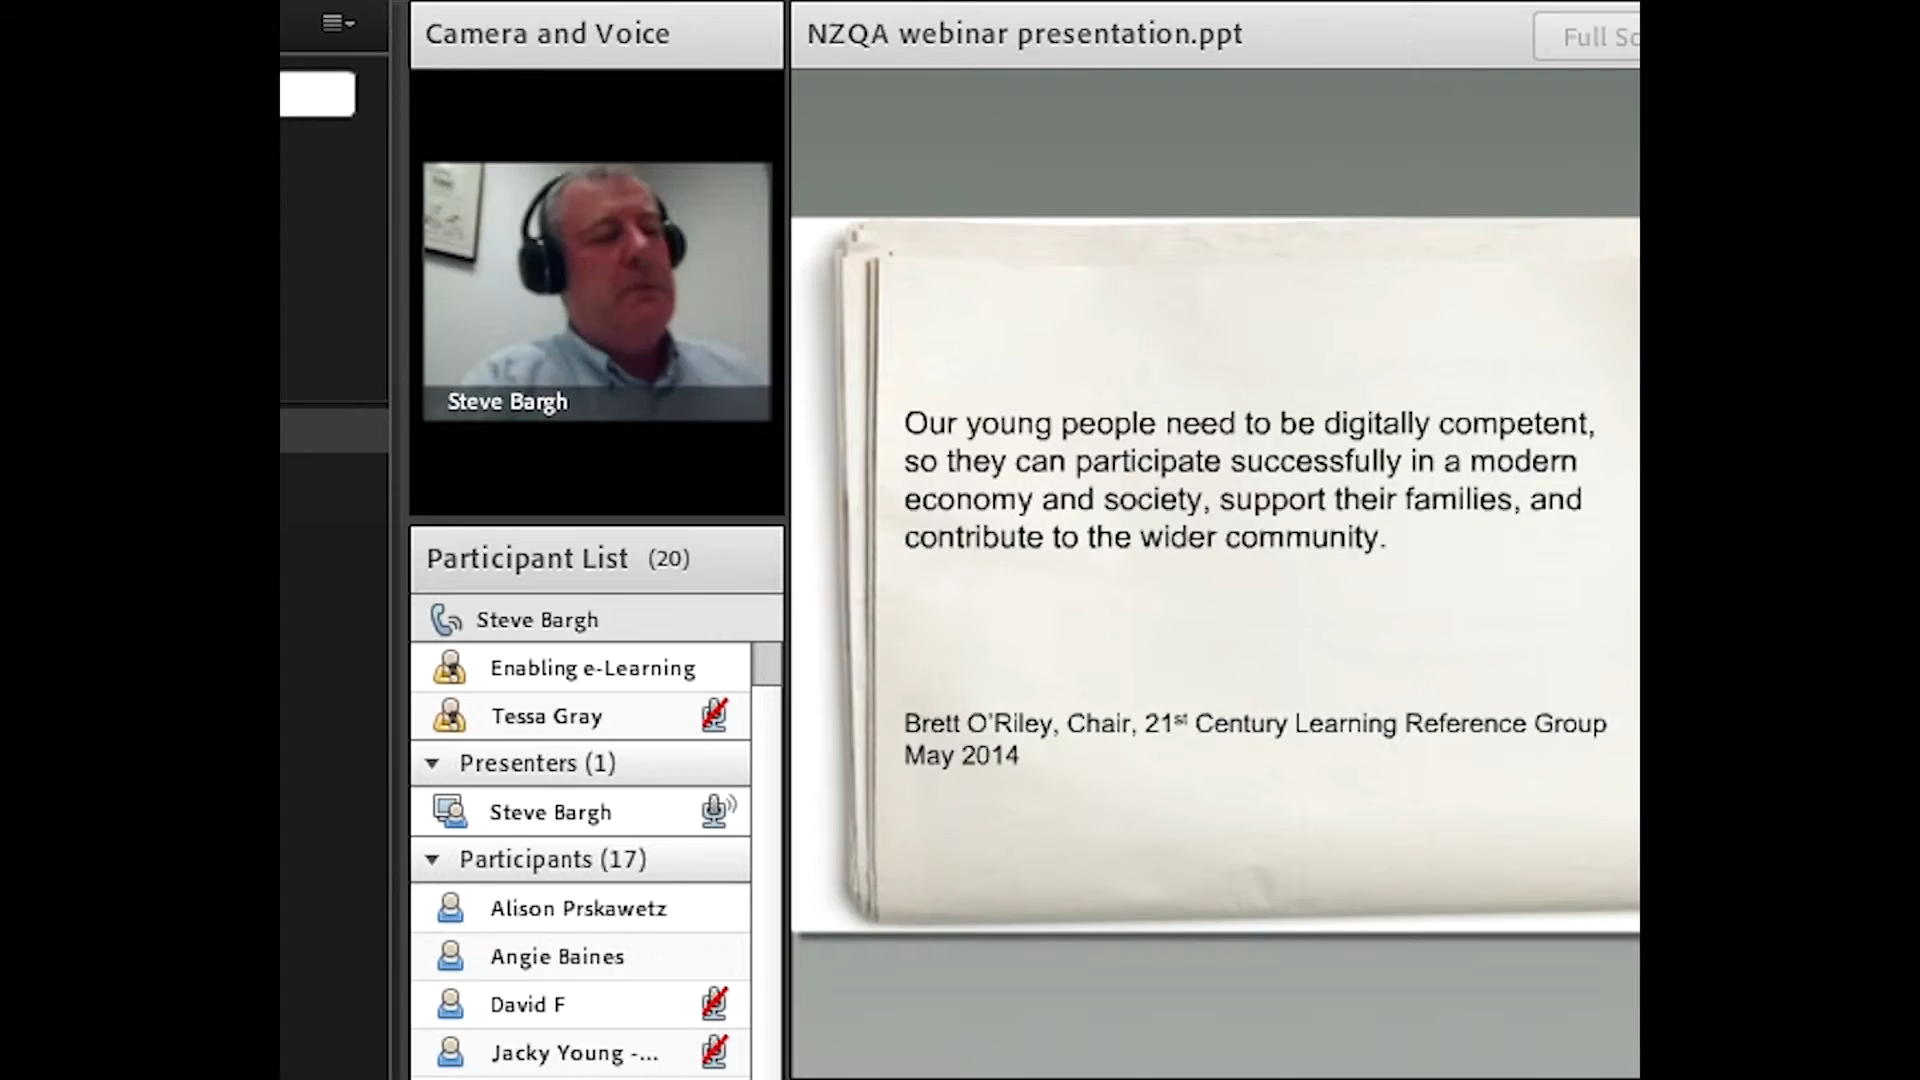 Camera and Voice
Steve Bargh
Participant List (20)
Steve Bargh
Enabling e-Learning
Tessa Gray
Presenters (1)
Steve Bargh
Participants (17)
Alison Prskawetz
Angie Baines
David F
Jacky Young -...
NZQA webinar presentation.ppt
Full Sc
Our young people need to be digitally competent,
so they can participate successfully in a modern
economy and society, support their families, and
contribute to the wider community.
Brett O'Riley, Chair, 21st Century Learning Reference Group
May 2014